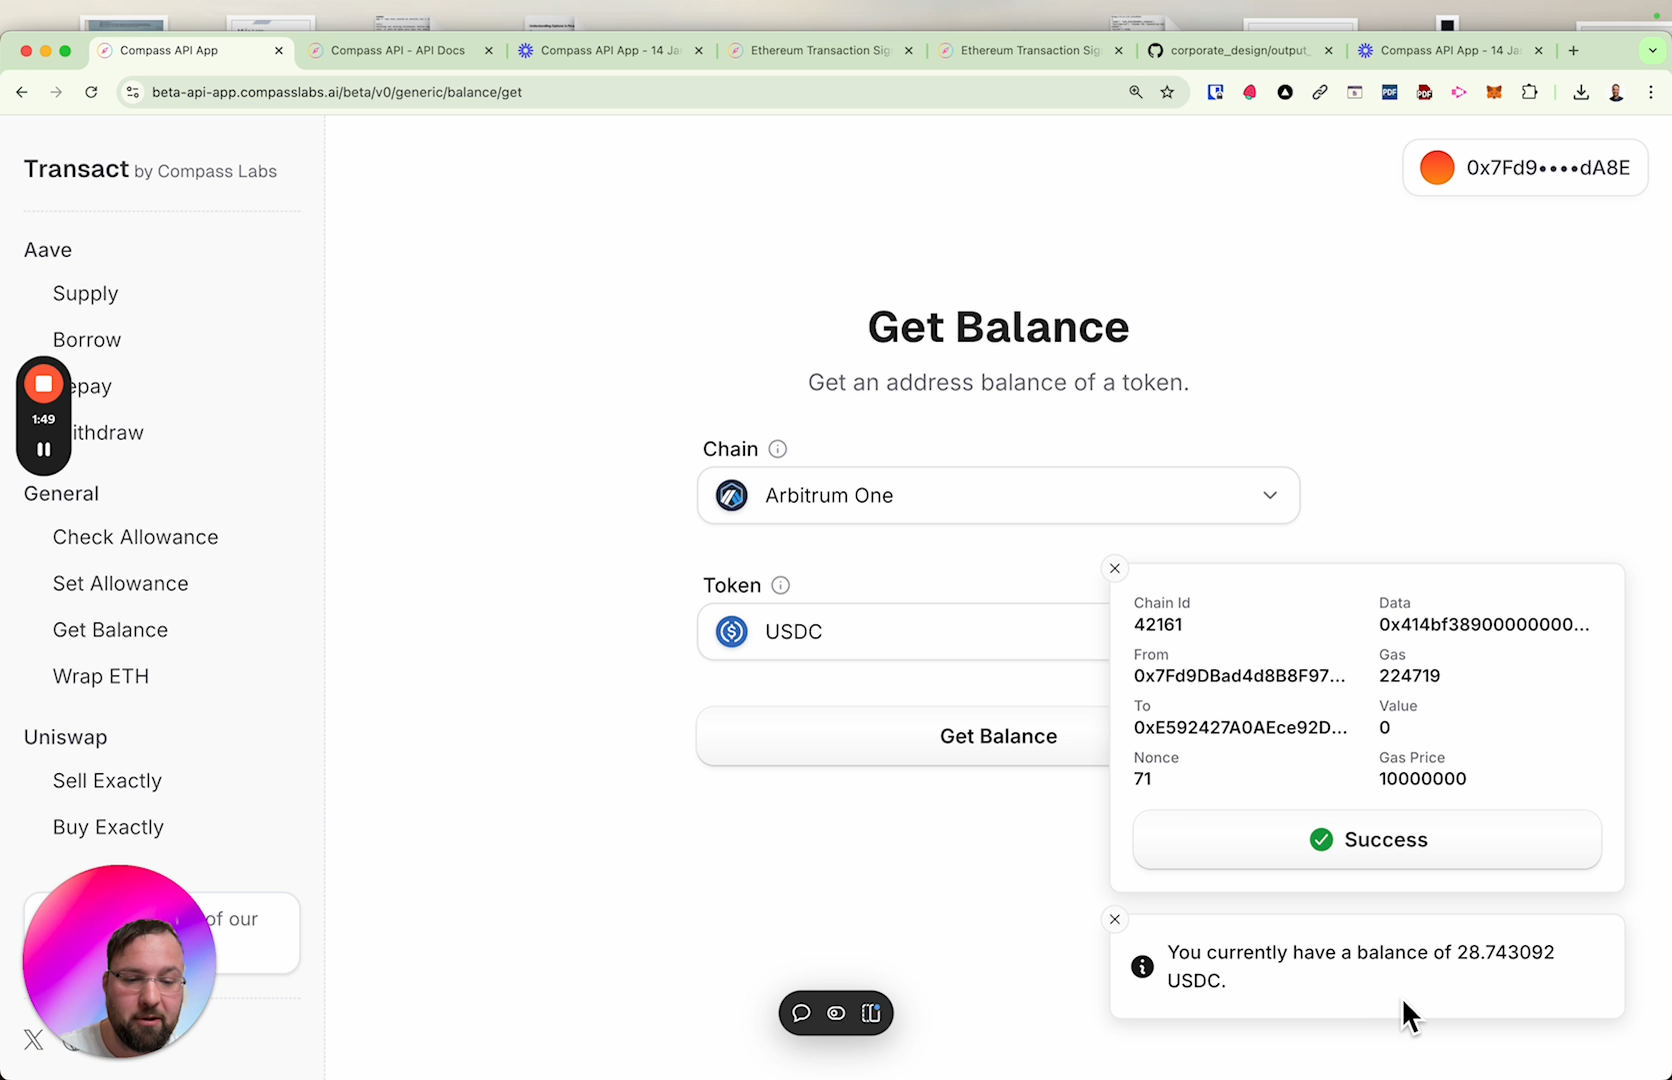 Compass API App
Compass API - API Docs
Compass API App - 14 Ja
Ethereum Transaction Sig
Ethereum Transaction Sig
corporate_design/output_
Compass API App - 14 Ja
beta-api-app.compasslabs.ai/beta/v0/generic/balance/get
PDF
PDF
Transact by Compass Labs
0x7Fd9••••dA8E
Aave
Supply
Borrow
epay
ithdraw
1:49
General
Check Allowance
Set Allowance
Get Balance
Wrap ETH
Uniswap
Sell Exactly
Buy Exactly
of our
Get Balance
Get an address balance of a token.
Chain
Arbitrum One
Token
USDC
Get Balance
Chain Id
42161
Data
0x414bf38900000000...
From
0x7Fd9DBad4d8B8F97...
Gas
224719
To
0xE592427A0AEce92D...
Value
0
Nonce
71
Gas Price
10000000
Success
You currently have a balance of 28.743092
USDC.